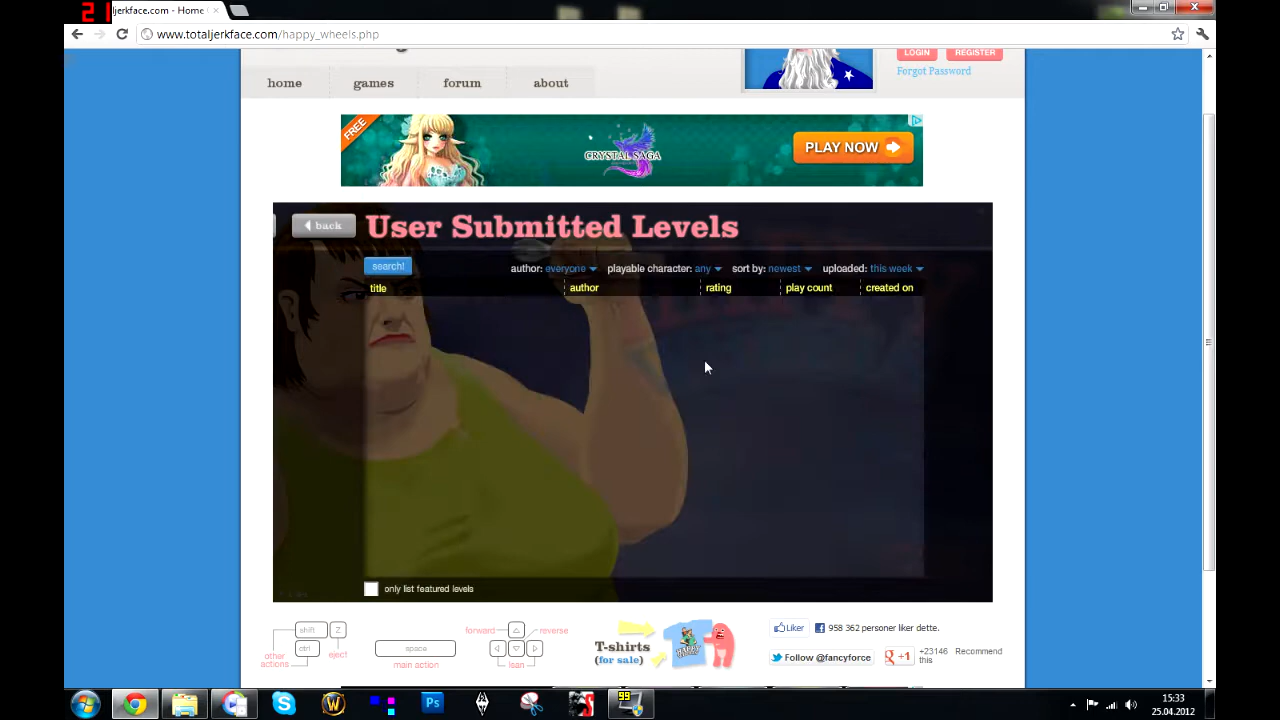 21
ljerkface.com - Home
www.totaljerkface.com/happy_wheels.php
LOGIN REGISTER
Forgot Password
home games forum about
FREE
CRYSTAL SAGA
PLAY NOW
back
User Submitted Levels
search!
author: everyone playable character: any sort by: newest uploaded: this week
title author rating play count created on
only list featured levels
shift Z
ctrl
other actions
eject
space
main action
forward reverse
lean
T-shirts
(for sale)
Liker 958 362 personer liker dette.
Follow @fancyforce
g +1 +23146 Recommend this
Ps
99
15:33
25.04.2012